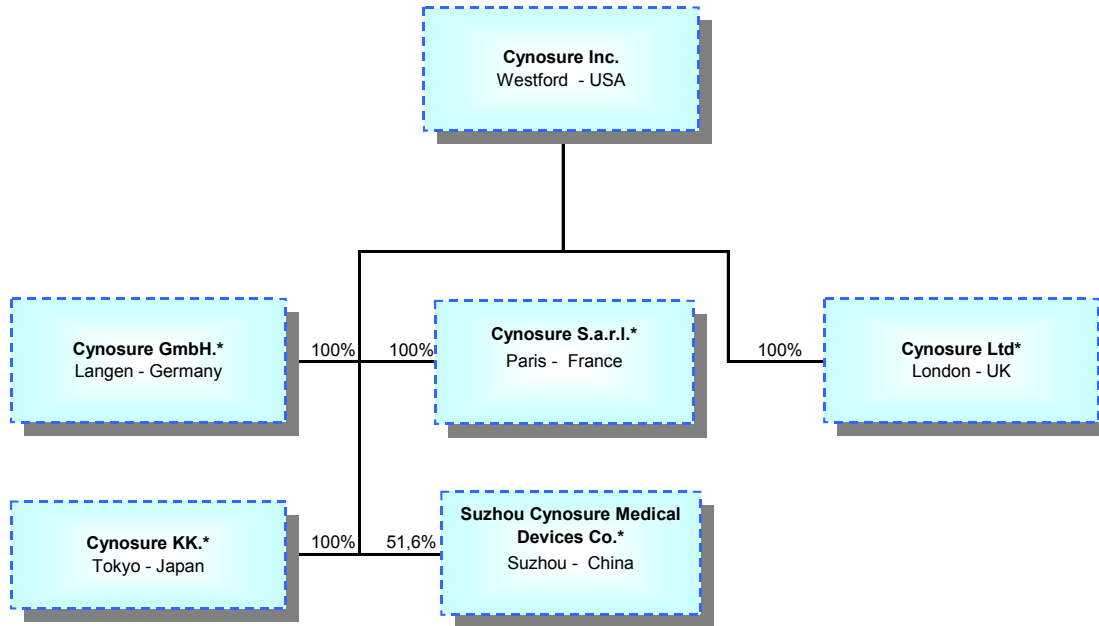 Cynosure Inc.
Westford - USA
Cynosure GmbH.*
Langen - Germany
100%
100%
Cynosure S.a.r.l.*
Paris - France
100%
Cynosure Ltd*
London - UK
Cynosure KK.*
Tokyo - Japan
100%
51,6%
Suzhou Cynosure Medical
Devices Co.*
Suzhou - China